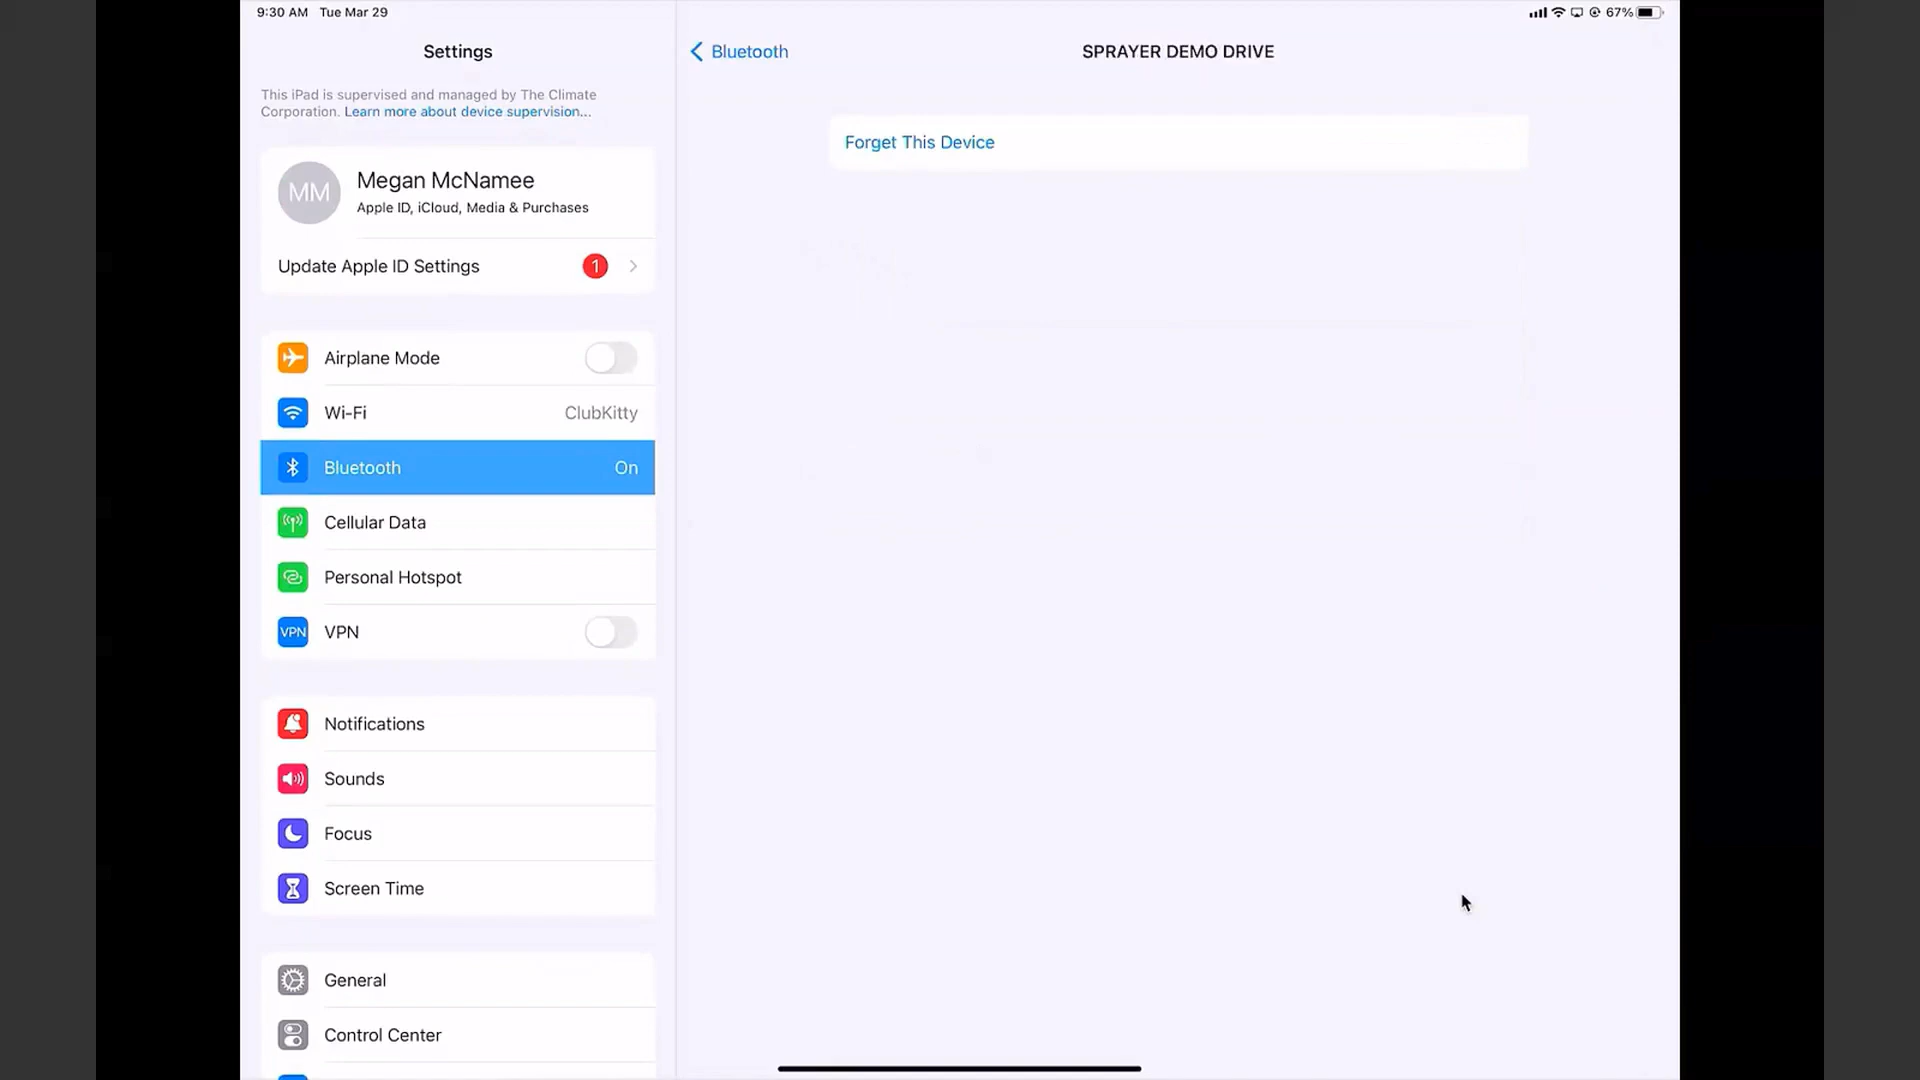 9:30 AM Tue Mar 29
67%
Settings
This iPad is supervised and managed by The Climate
Corporation. Learn more about device supervision...
MM
Megan McNamee
Apple ID, iCloud, Media & Purchases
Update Apple ID Settings 1
Airplane Mode
Wi-Fi ClubKitty
Bluetooth On
Cellular Data
Personal Hotspot
VPN VPN
Notifications
Sounds
Focus
Screen Time
General
Control Center
Bluetooth
SPRAYER DEMO DRIVE
Forget This Device